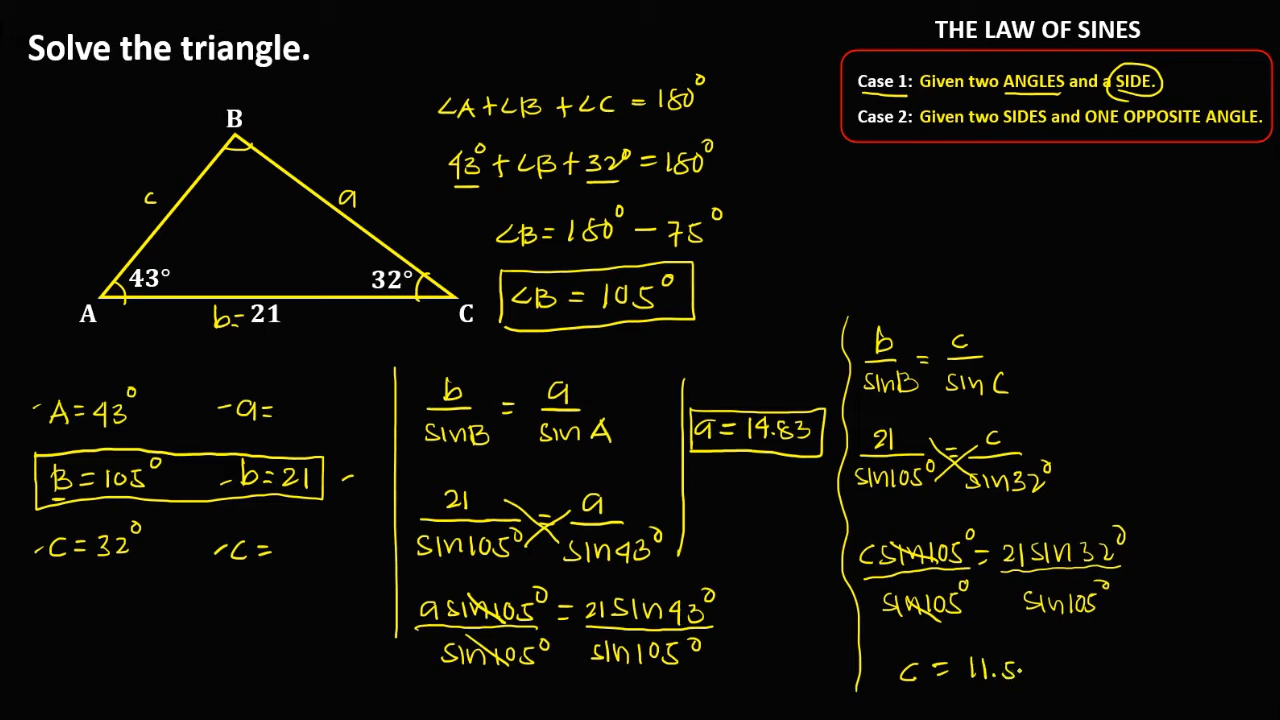 Solve the triangle.
THE LAW OF SINES
Case 1: Given two ANGLES and a SIDE.
Case 2: Given two SIDES and ONE OPPOSITE ANGLE.
B
c
a
43°
32°
A
b= 21
C
∠A+∠B+∠C = 180°
43°+∠B+32° = 180°
∠B = 180° − 75°
∠B = 105°
-A = 43° -a=
B = 105° -b = 21 -
-C = 32° -c =
b/sinB = a/sinA
21/sin105° = a/sin43°
a sin105°/sin105° = 21 sin43°/sin105°
a = 14.83
b/sinB = c/sinC
21/sin105° = c/sin32°
c sin105°/sin105° = 21 sin32°/sin105°
c = 11.5